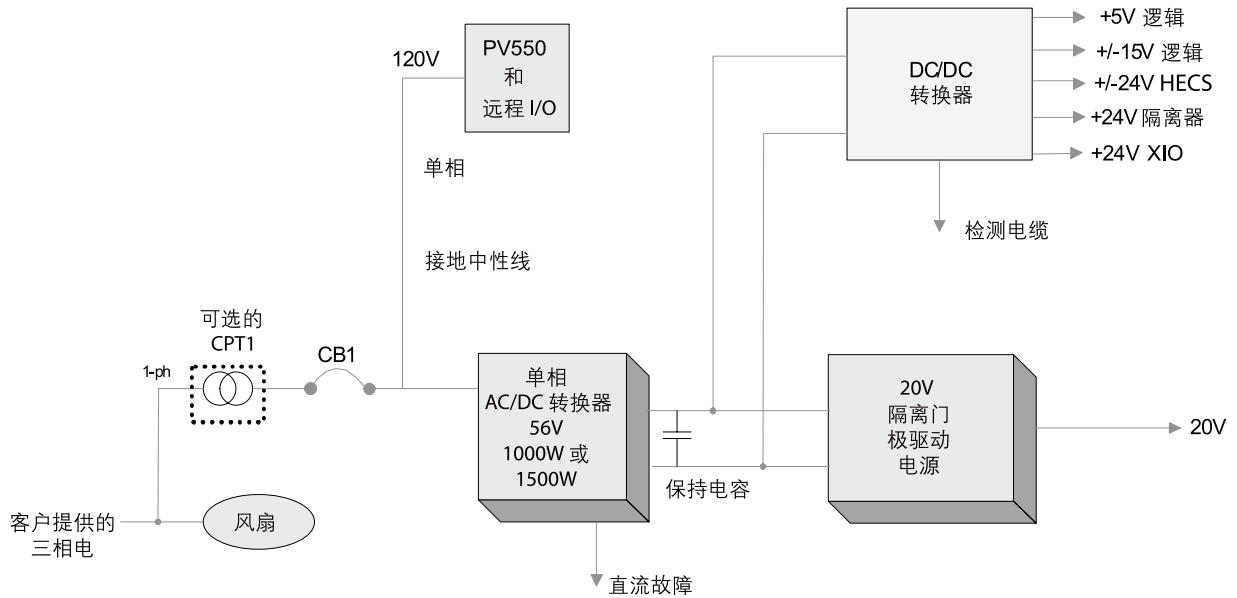 120V
PV550
和
远程 I/O
单相
接地中性线
DC/DC
转换器
+5V 逻辑
+/-15V 逻辑
+/-24V HECS
+24V 隔离器
+24V XIO
检测电缆
可选的
CPT1
1-ph
CB1
单相
AC/DC 转换器
56V
1000W 或
1500W
保持电容
20V
隔离门
极驱动
电源
20V
客户提供的
三相电
风扇
直流故障